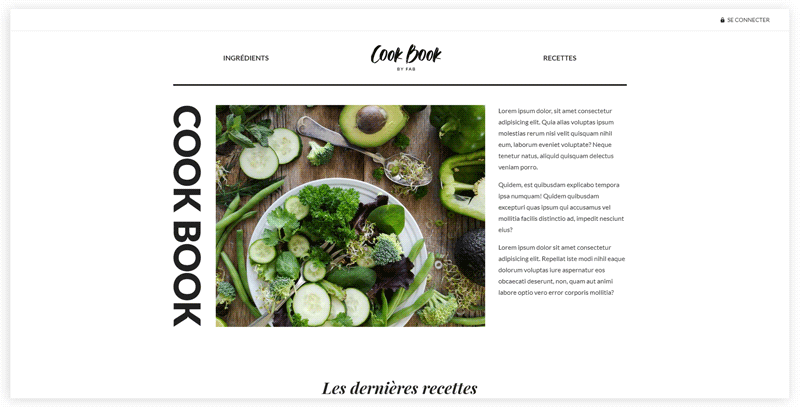 SE CONNECTER
INGRÉDIENTS
Cook Book
BY FAB
RECETTES
COOK BOOK
Lorem ipsum dolor, sit amet consectetur
adipisicing elit. Quia alias voluptas ipsum
molestias rerum nisi velit quisquam nihil
eum, laborum eveniet voluptate? Neque
tenetur natus, aliquid quisquam delectus
veniam porro.
Quidem, est quibusdam explicabo tempora
ipsa numquam! Quidem quibusdam
excepturi quas ipsum qui accusamus vel
mollitia facilis distinctio ad, impedit nesciunt
eius?
Lorem ipsum dolor sit amet consectetur
adipisicing elit. Repellat iste modi nihil eaque
dolorum voluptas iure aspernatur eos
obcaecati deserunt, non, quam aut animi
labore optio vero error corporis mollitia?
Les dernières recettes